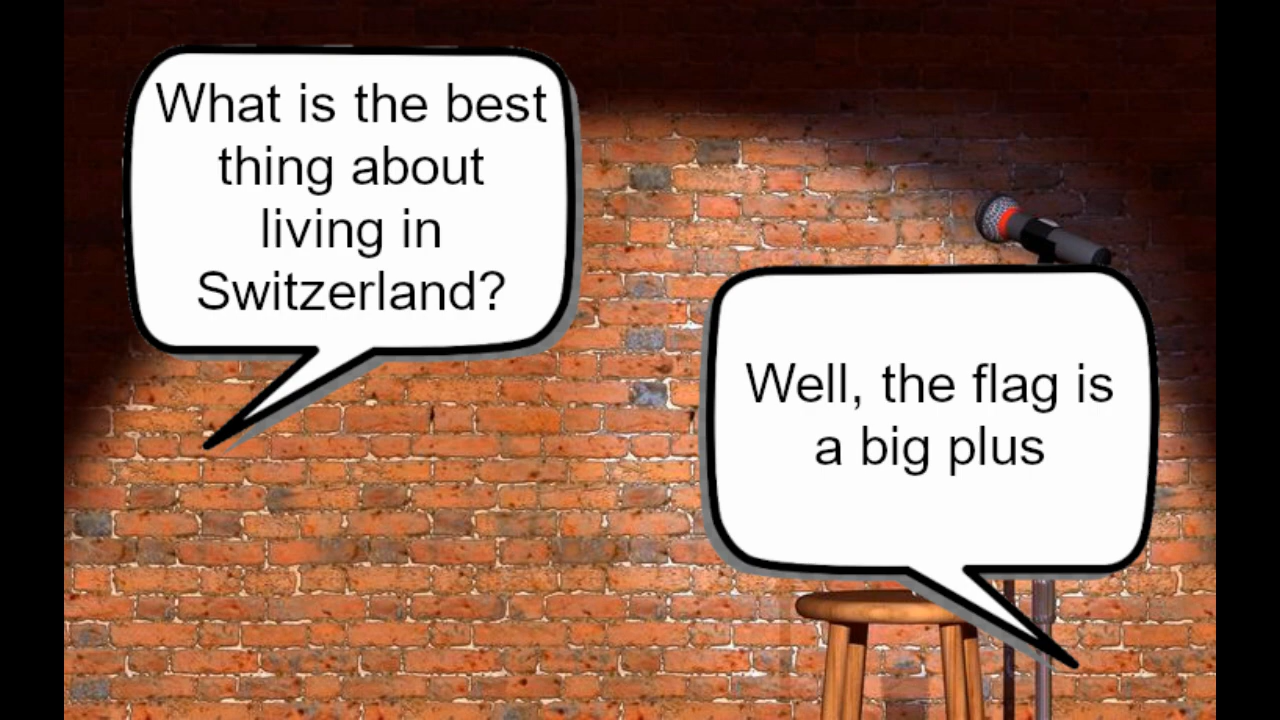 What is the best
thing about
living in
Switzerland?
Well, the flag is
a big plus